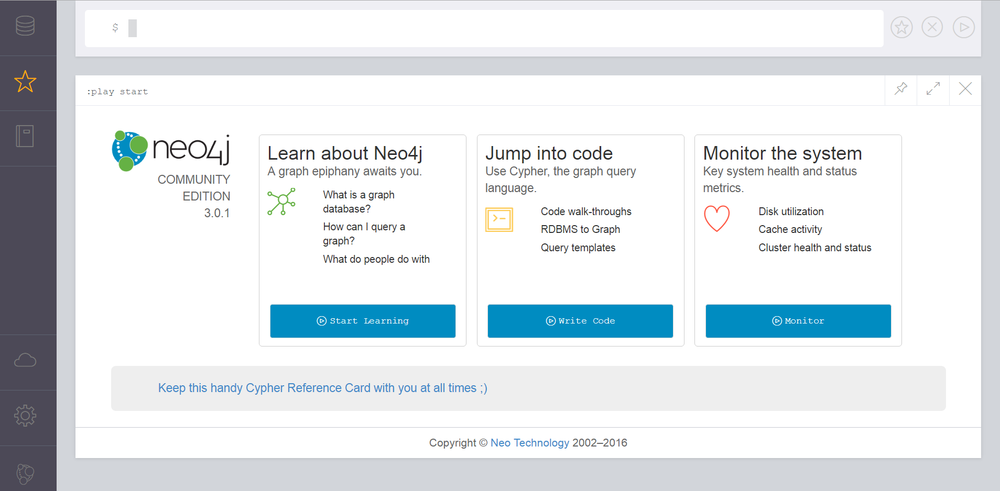 $
:play start
neo4j
COMMUNITY
EDITION
3.0.1
Learn about Neo4j
A graph epiphany awaits you.
What is a graph
database?
How can I query a
graph?
What do people do with
Start Learning
Jump into code
Use Cypher, the graph query
language.
Code walk-throughs
RDBMS to Graph
Query templates
Write Code
Monitor the system
Key system health and status
metrics.
Disk utilization
Cache activity
Cluster health and status
Monitor
Keep this handy Cypher Reference Card with you at all times ;)
Copyright © Neo Technology 2002–2016